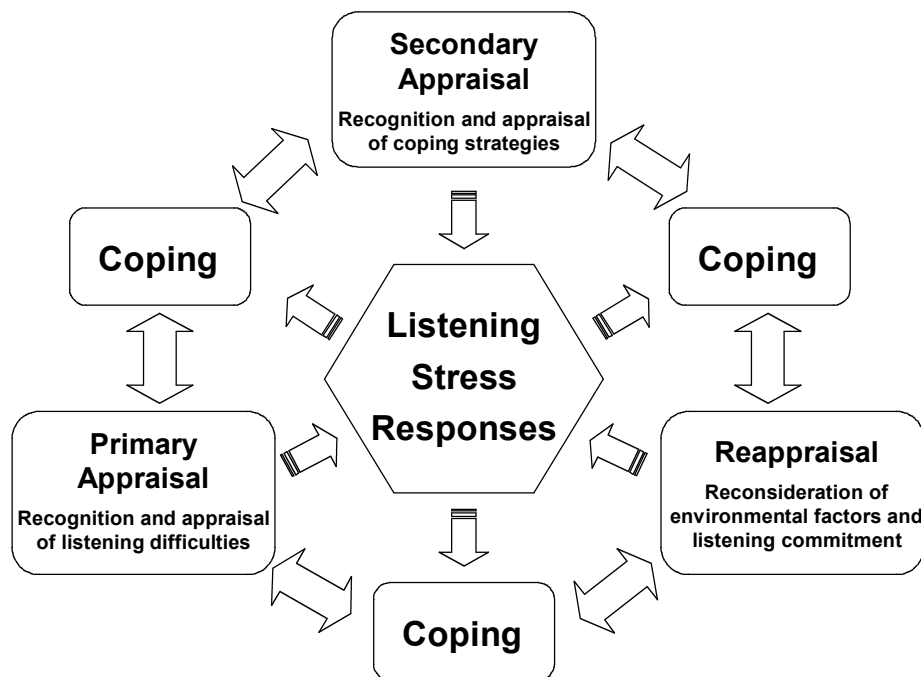 Secondary
Appraisal
Recognition and appraisal
of coping strategies
Coping
Coping
Listening
Stress
Responses
Primary
Appraisal
Recognition and appraisal
of listening difficulties
Reappraisal
Reconsideration of
environmental factors and
listening commitment
Coping